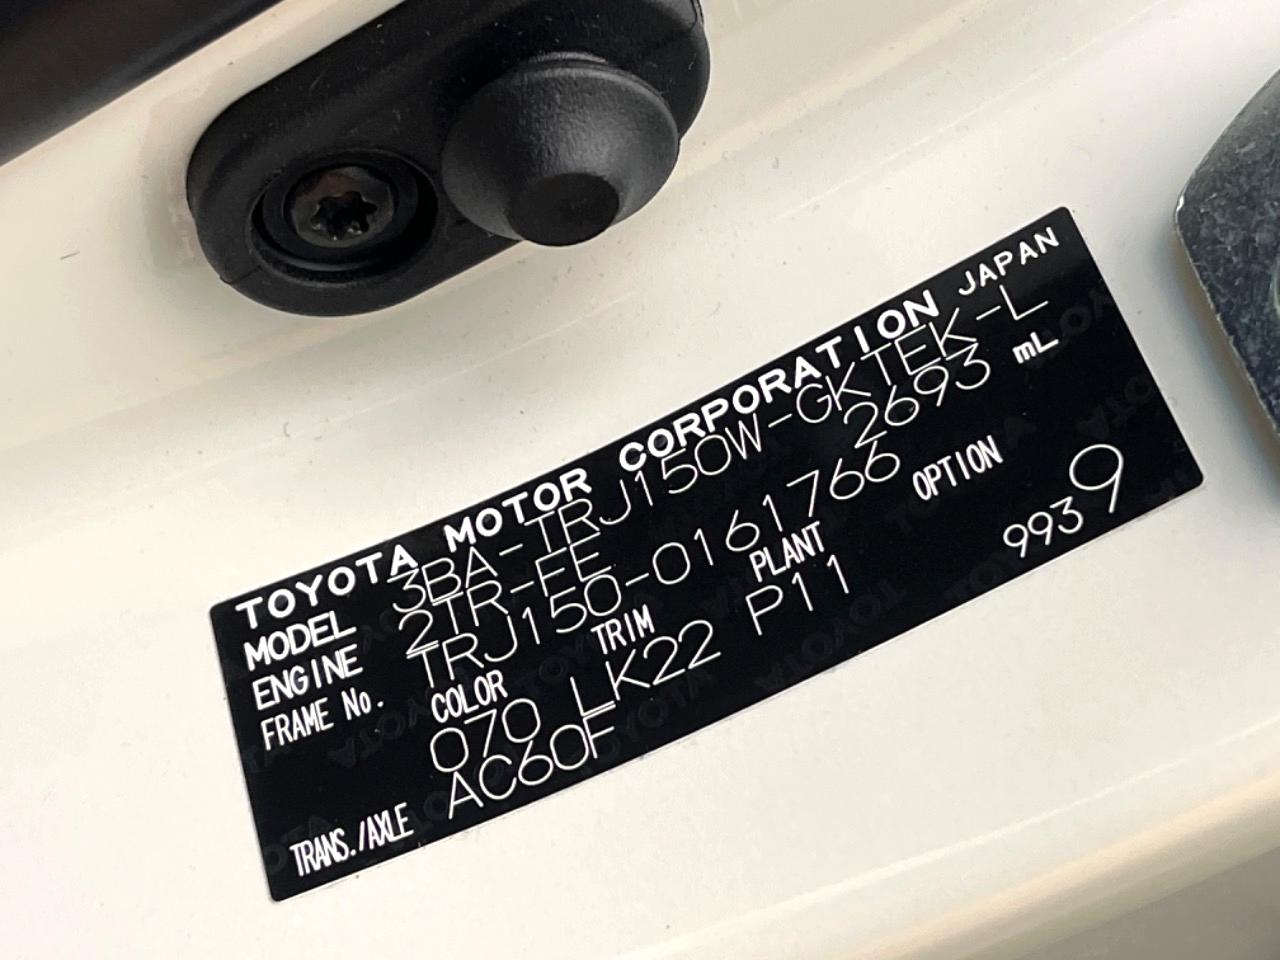 TOYOTA MOTOR CORPORATION JAPAN
MODEL 3BA-TRJ150W-GKTEK-L
ENGINE 2TR-FE 2693 mL
FRAME No. TRJ150-0161766
COLOR TRIM PLANT OPTION
070 LK22 P11 9939
TRANS./AXLE AC60F